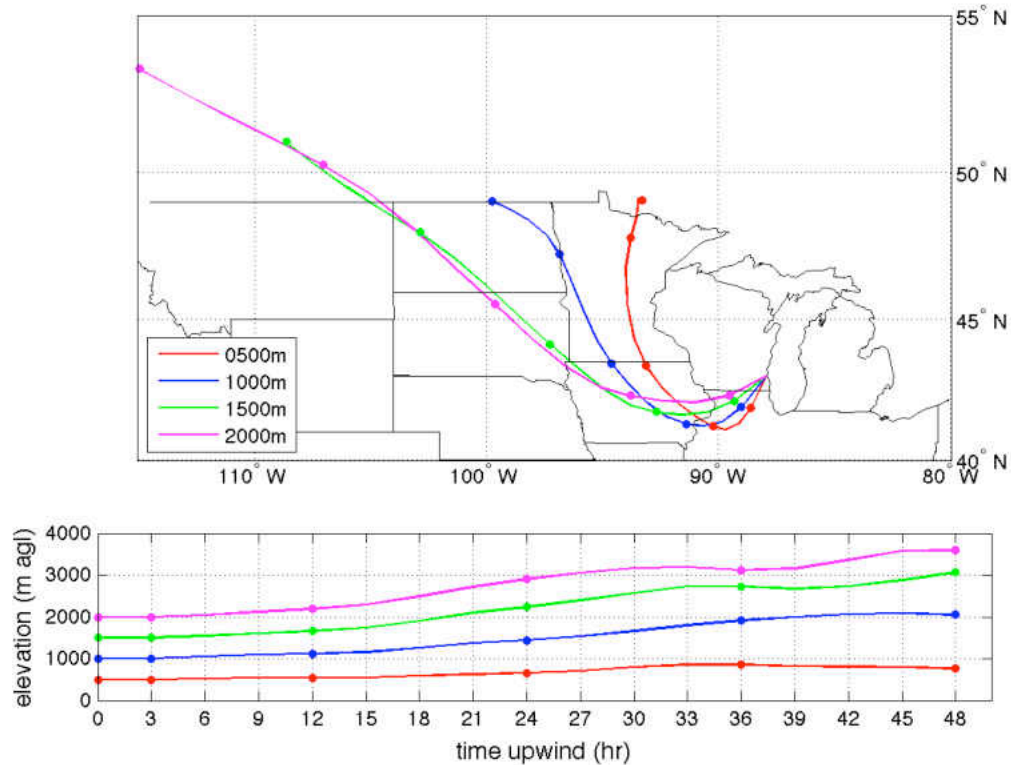 55° N
50° N
45° N
0500m
1000m
1500m
2000m
40° N
110° W
100° W
90° W
80° W
4000
3000
2000
1000
0
elevation (m agl)
0 3 6 9 12 15 18 21 24 27 30 33 36 39 42 45 48
time upwind (hr)